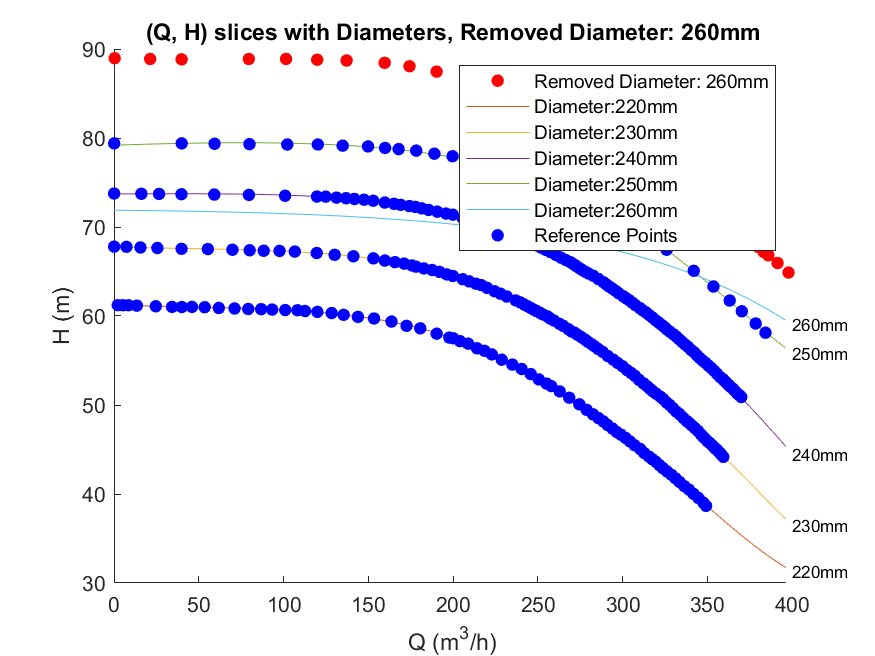 (Q, H) slices with Diameters, Removed Diameter: 260mm
90
80
70
60
50
40
30
H (m)
0
50
100
150
200
250
300
350
400
Q (m³/h)
Removed Diameter: 260mm
Diameter:220mm
Diameter:230mm
Diameter:240mm
Diameter:250mm
Diameter:260mm
Reference Points
260mm
250mm
240mm
230mm
220mm